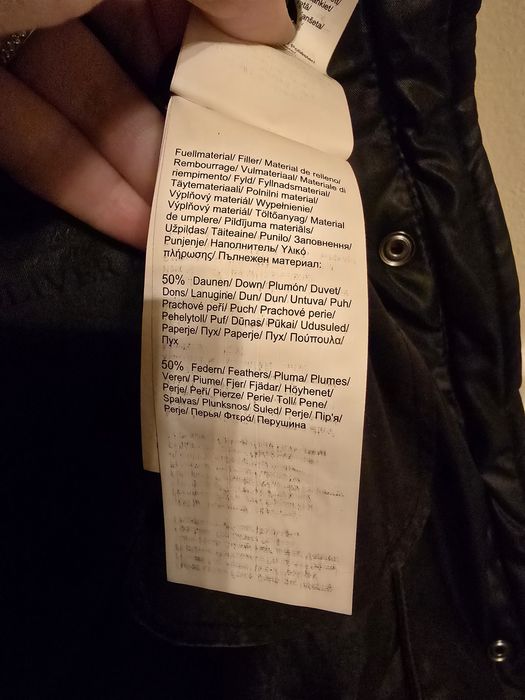 Fuellmaterial/ Filler/ Material de relleno/
Rembourrage/ Vulmateriaal/ Materiale di
riempimento/ Fyld/ Fyllnadsmaterial/
Täytemateriaali/ Polnilni material/
Výplňový materiál/ Wypełnienie/
Výplňový materiál/ Töltőanyag/ Material
de umplere/ Pildījuma materiāls/
Užpildas/ Täiteaine/ Punilo/ Заповнення/
Punjenje/ Наполнитель/ Υλικό
πλήρωσης/ Пълнежен материал:
50% Daunen/ Down/ Plumón/ Duvet/
Dons/ Lanugine/ Dun/ Dun/ Untuva/ Puh/
Prachové peří/ Puch/ Prachové perie/
Pehelytoll/ Puf/ Dūnas/ Pūkai/ Udusuled/
Paperje/ Пух/ Paperje/ Пух/ Πούπουλα/
Пух
50% Federn/ Feathers/ Pluma/ Plumes/
Veren/ Piume/ Fjer/ Fjädar/ Höyhenet/
Perje/ Peří/ Pierze/ Perie/ Toll/ Pene/
Spalvas/ Plunksnos/ Suled/ Perje/ Пір'я/
Perje/ Перья/ Φτερά/ Перушина